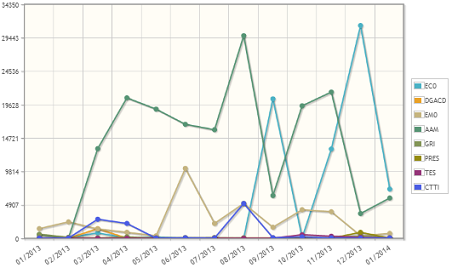 34350
29443
24536
19628
14721
9814
4907
0
01/2013
02/2013
03/2013
04/2013
05/2013
06/2013
07/2013
08/2013
09/2013
10/2013
11/2013
12/2013
01/2014
ECO
DGACD
EMO
AAM
GRI
PRES
TES
CTTI